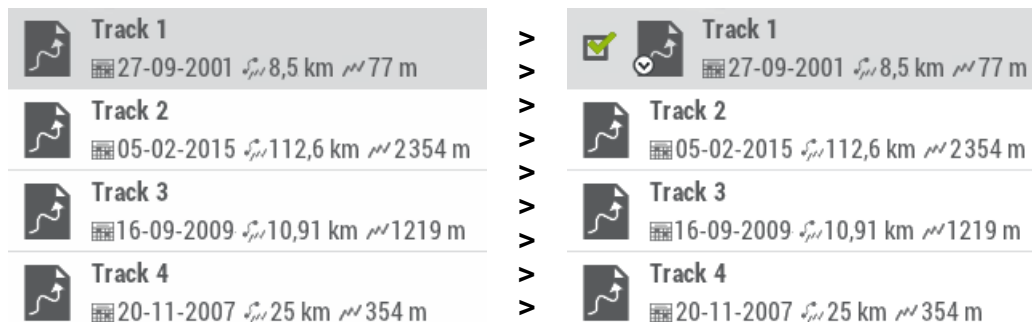 Track 1
27-09-2001 8,5 km 77 m
Track 2
05-02-2015 112,6 km 2354 m
Track 3
16-09-2009 10,91 km 1219 m
Track 4
20-11-2007 25 km 354 m
>
>
>
>
>
>
>
>
>
Track 1
27-09-2001 8,5 km 77 m
Track 2
05-02-2015 112,6 km 2354 m
Track 3
16-09-2009 10,91 km 1219 m
Track 4
20-11-2007 25 km 354 m